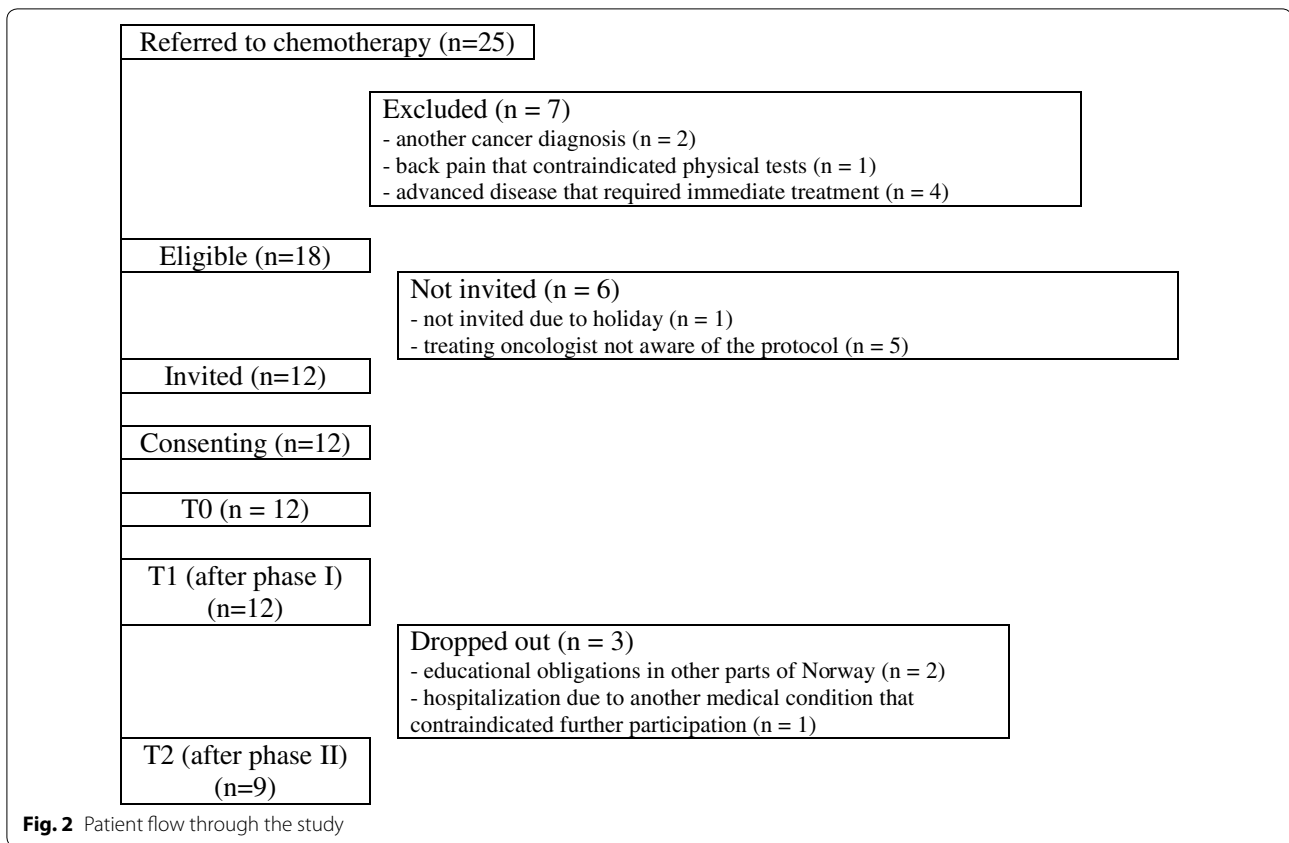 Referred to chemotherapy (n=25)
Excluded (n = 7)
- another cancer diagnosis (n = 2)
- back pain that contraindicated physical tests (n = 1)
- advanced disease that required immediate treatment (n = 4)
Eligible (n=18)
Not invited (n = 6)
- not invited due to holiday (n = 1)
- treating oncologist not aware of the protocol (n = 5)
Invited (n=12)
Consenting (n=12)
T0 (n = 12)
T1 (after phase I)
(n=12)
Dropped out (n = 3)
- educational obligations in other parts of Norway (n = 2)
- hospitalization due to another medical condition that
contraindicated further participation (n = 1)
T2 (after phase II)
(n=9)
Fig. 2 Patient flow through the study